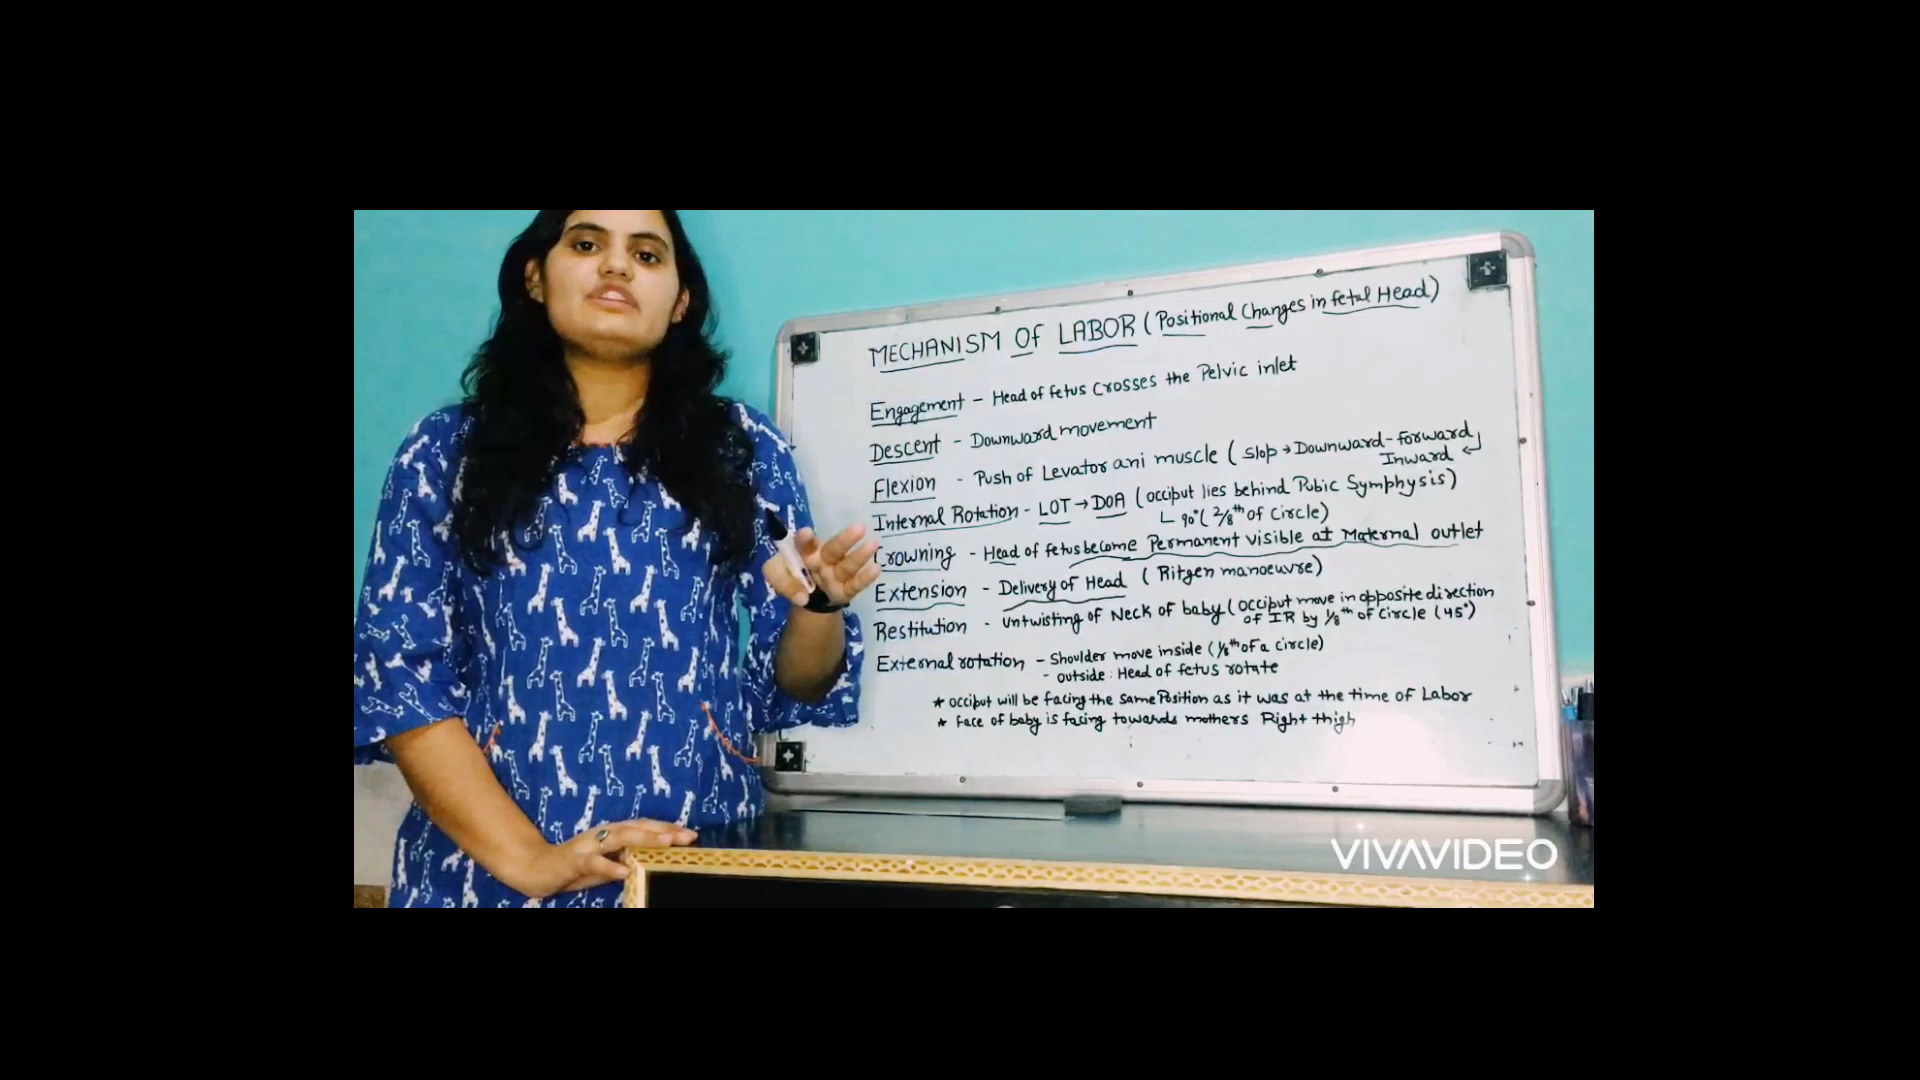 MECHANISM Of LABOR (Positional Changes in fetal Head)
Engagement - Head of fetus Crosses the Pelvic inlet
Descent - Downward movement
Flexion - Push of Levator ani muscle (Slop → Downward-forward
Inward
Internal Rotation - LOT → DOA (occiput lies behind Pubic Symphysis)
90° (2/8th of Circle)
Crowning - Head of fetus become Permanent visible at Maternal outlet
Extension - Delivery of Head (Ritgen manoeuvre)
Restitution - Untwisting of Neck of baby (occiput move in opposite direction
of IR by 1/8th of Circle (45°)
External rotation - Shoulder move inside (1/8th of a circle)
- outside: Head of fetus rotate
* occiput will be facing the same Position as it was at the time of Labor
* face of baby is facing towards mothers Right thigh
VIVAVIDEO